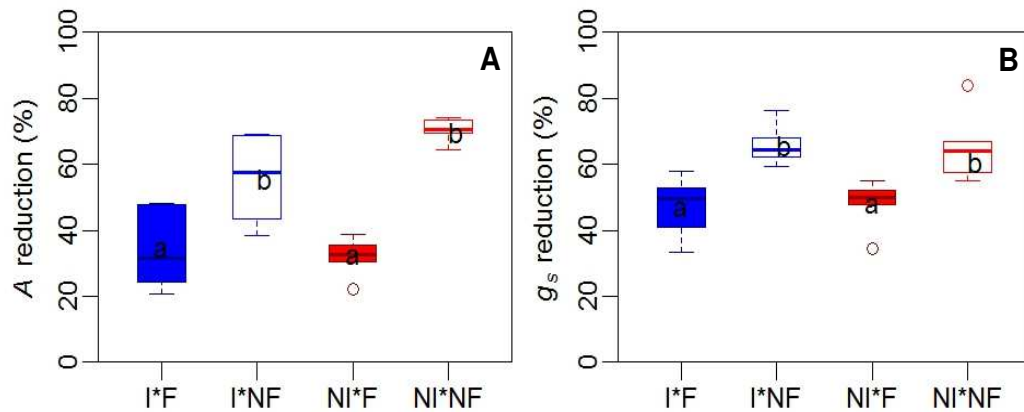 A
A reduction (%)
100
80
60
40
20
0
a
b
a
b
I*F I*NF NI*F NI*NF
B
gs reduction (%)
100
80
60
40
20
0
a
b
a
b
I*F I*NF NI*F NI*NF